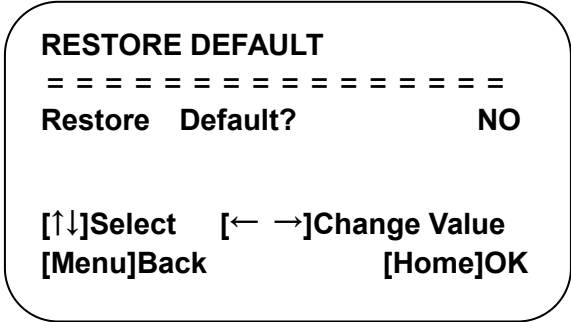 RESTORE DEFAULT
= = = = = = = = = = = = = = = =
Restore Default? NO
[↑↓]Select [← →]Change Value
[Menu]Back [Home]OK